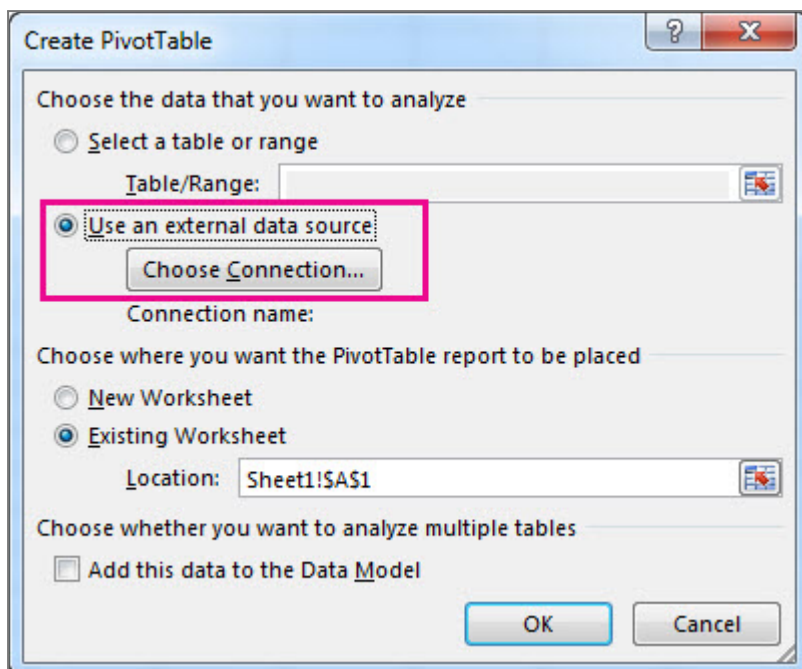 Create PivotTable
?
Choose the data that you want to analyze
Select a table or range
Table/Range:
Use an external data source
Choose Connection...
Connection name:
Choose where you want the PivotTable report to be placed
New Worksheet
Existing Worksheet
Location: Sheet1!$A$1
Choose whether you want to analyze multiple tables
Add this data to the Data Model
OK Cancel